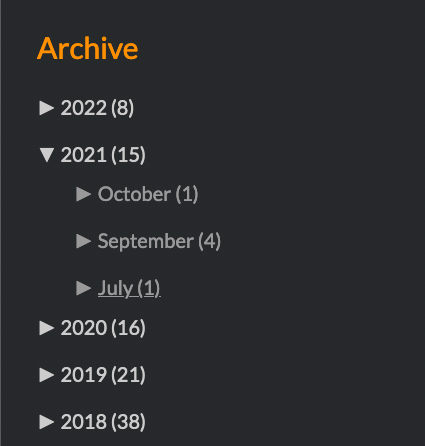 Archive
► 2022 (8)
▼ 2021 (15)
► October (1)
► September (4)
► July (1)
► 2020 (16)
► 2019 (21)
► 2018 (38)